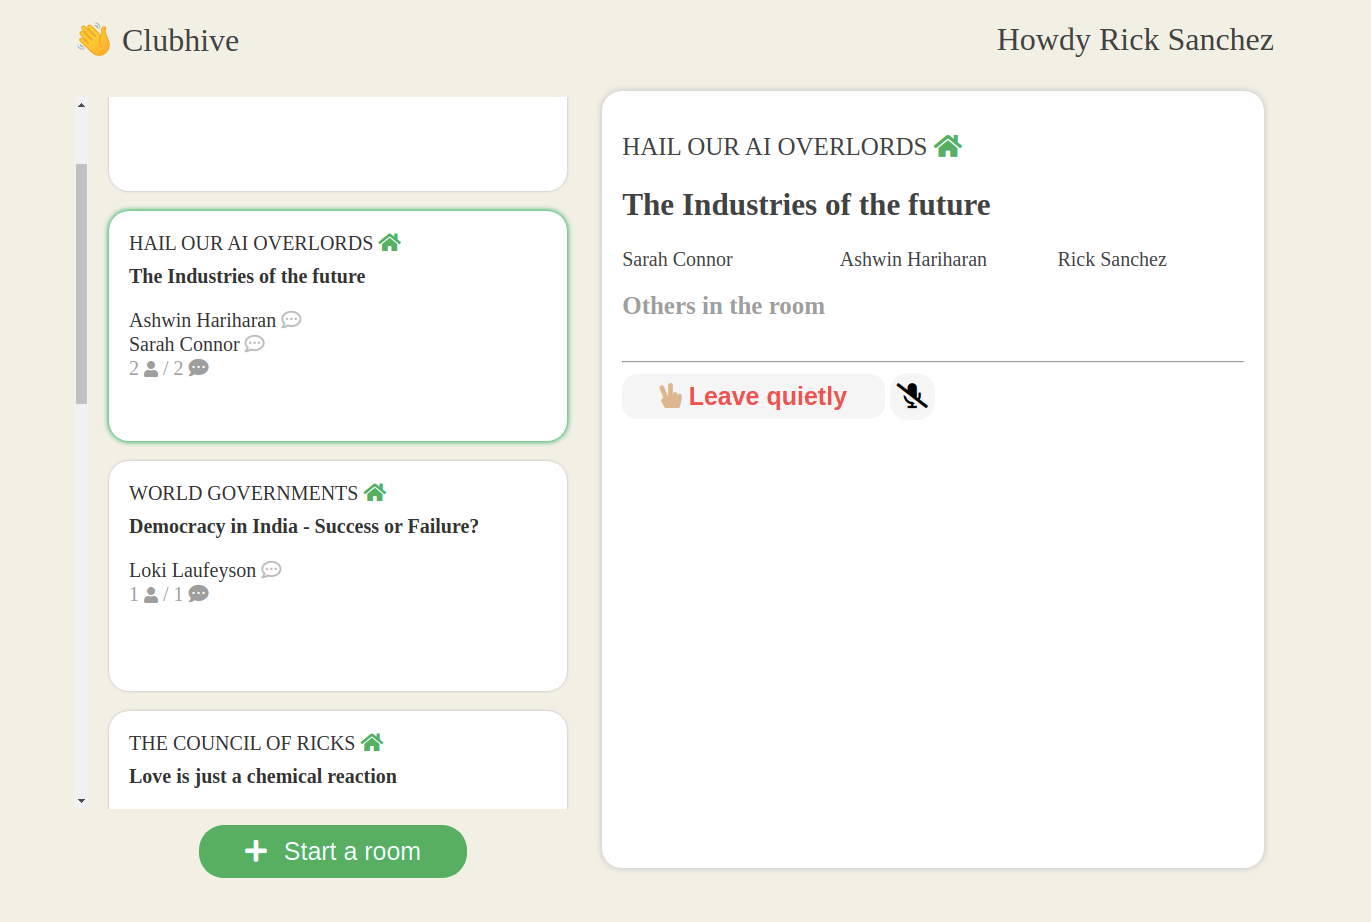 Clubhive
Howdy Rick Sanchez
HAIL OUR AI OVERLORDS
The Industries of the future
Ashwin Hariharan
Sarah Connor
2 / 2
WORLD GOVERNMENTS
Democracy in India - Success or Failure?
Loki Laufeyson
1 / 1
THE COUNCIL OF RICKS
Love is just a chemical reaction
Start a room
HAIL OUR AI OVERLORDS
The Industries of the future
Sarah Connor Ashwin Hariharan Rick Sanchez
Others in the room
Leave quietly